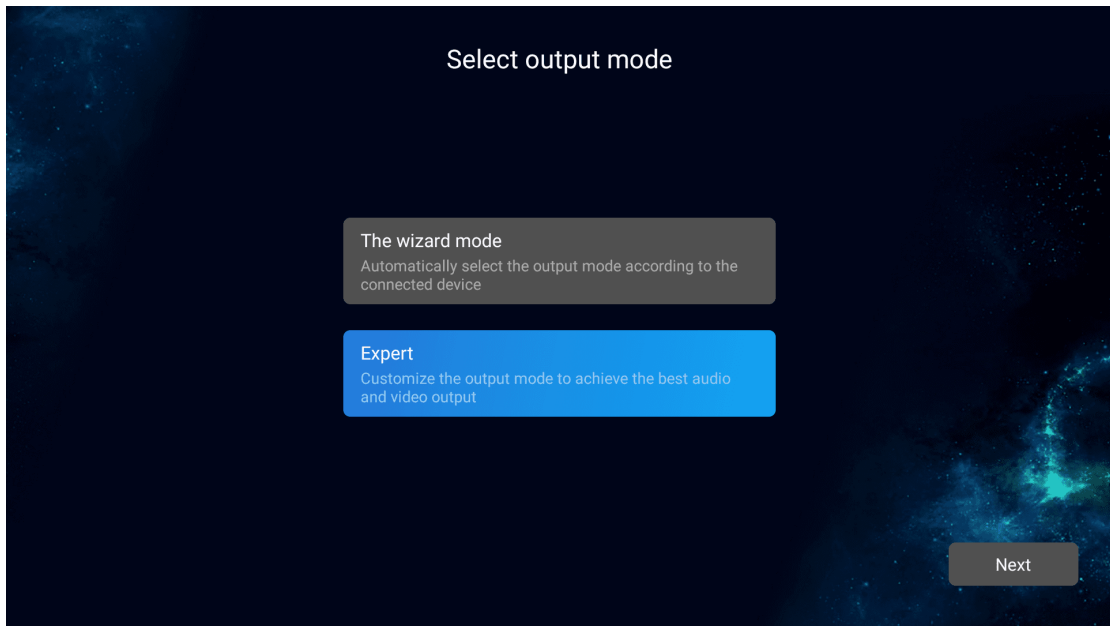 Select output mode
The wizard mode
Automatically select the output mode according to the
connected device
Expert
Customize the output mode to achieve the best audio
and video output
Next